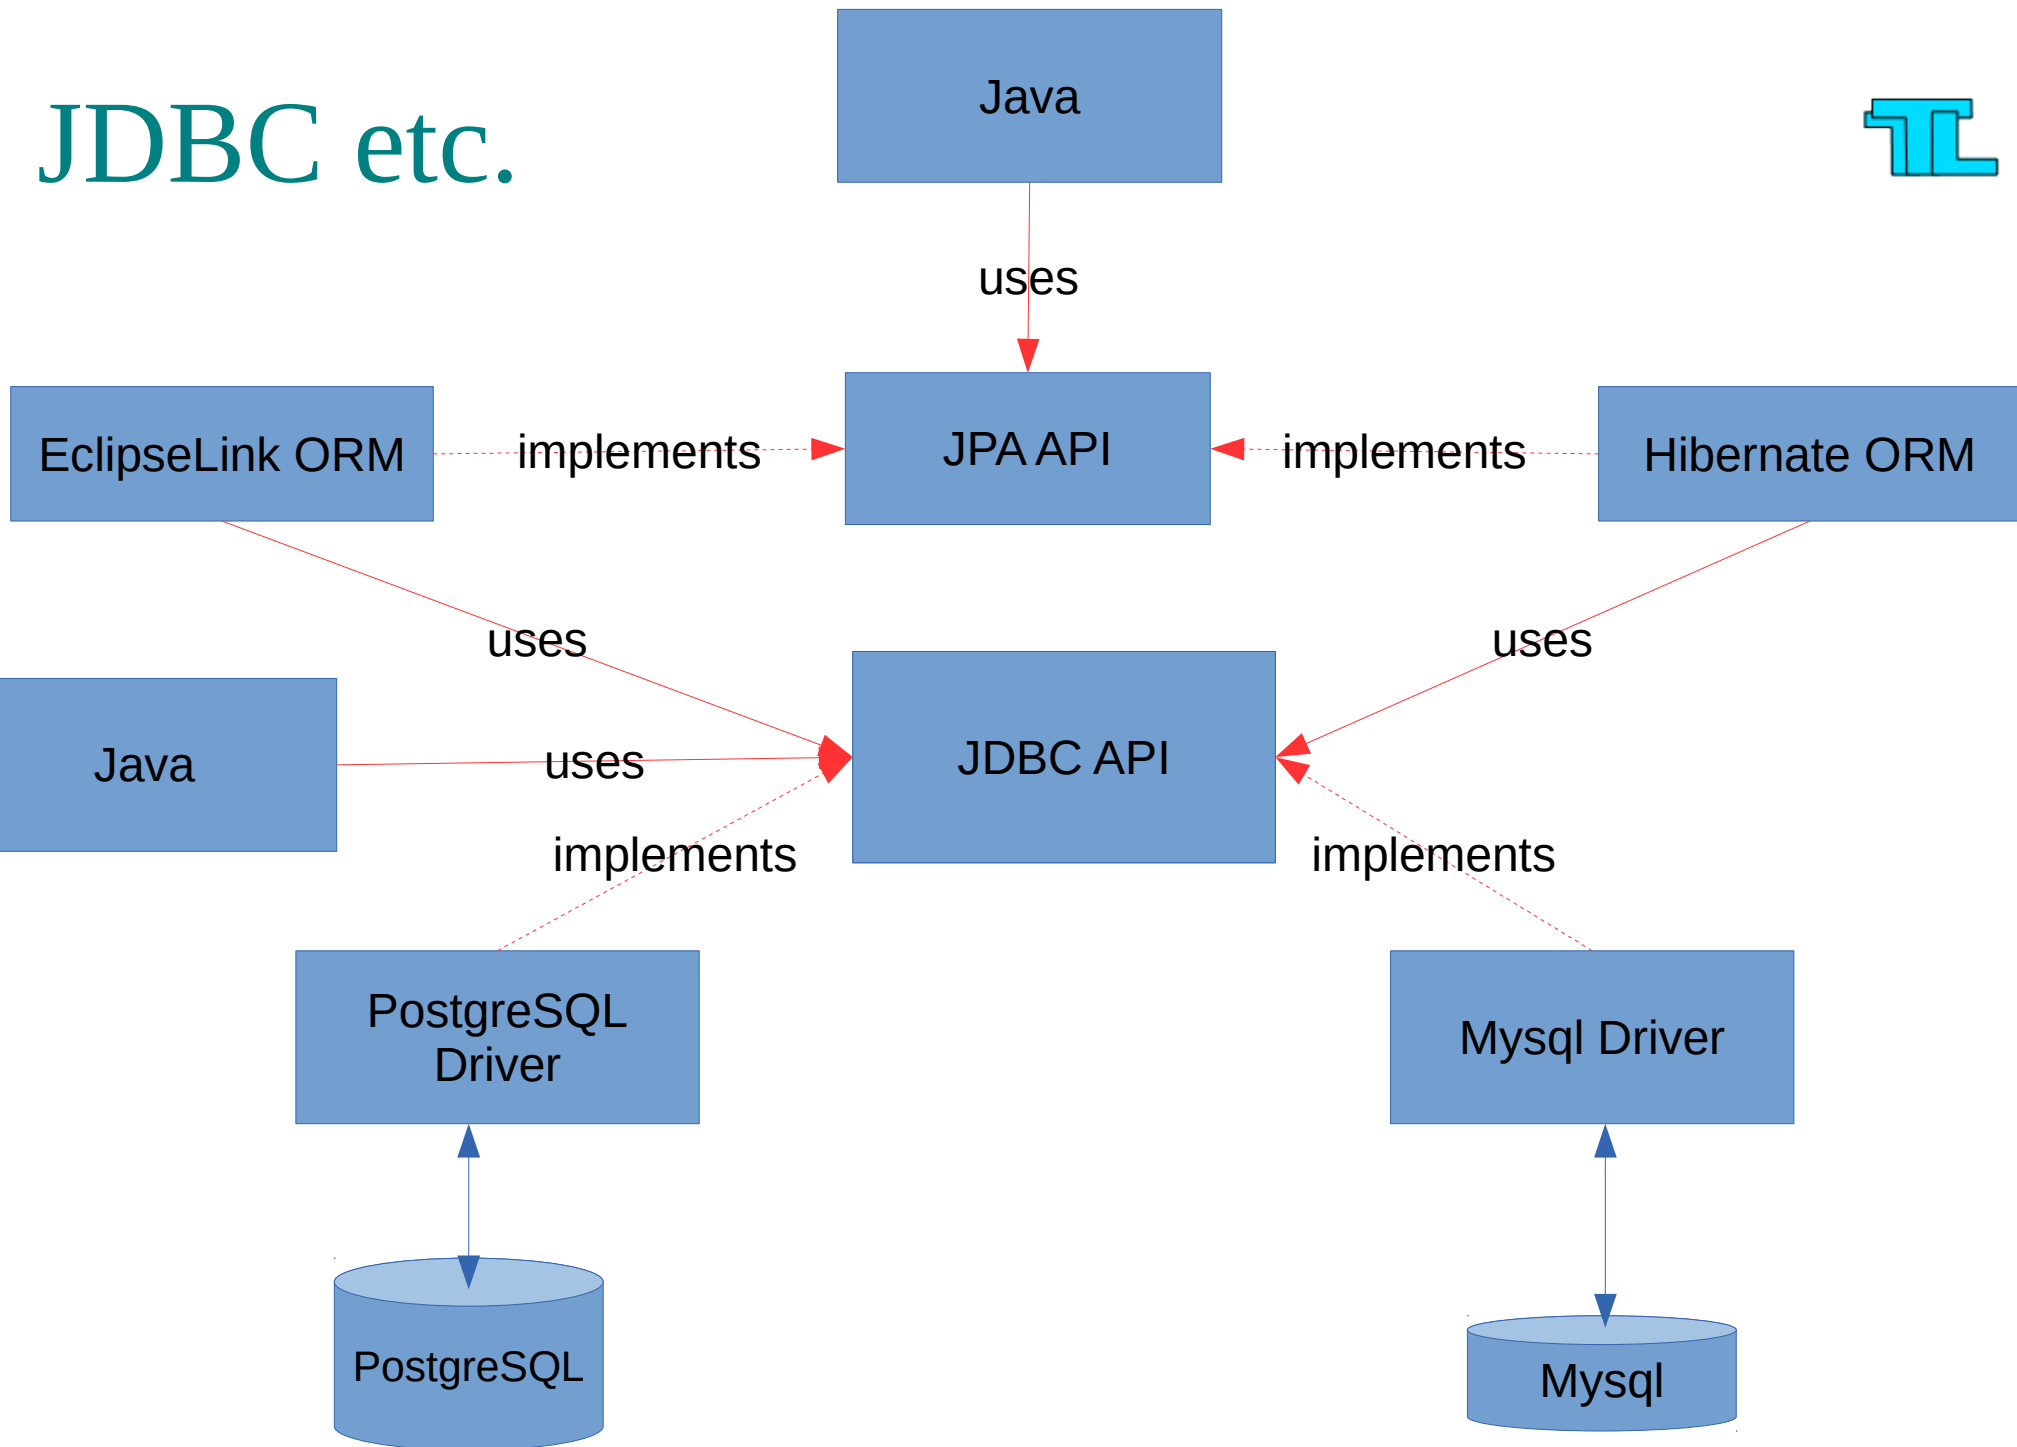 Java
JDBC etc.
TTL
uses
EclipseLink ORM
implements
JPA API
implements
Hibernate ORM
uses
uses
Java
uses
JDBC API
implements
implements
PostgreSQL
Driver
Mysql Driver
PostgreSQL
Mysql